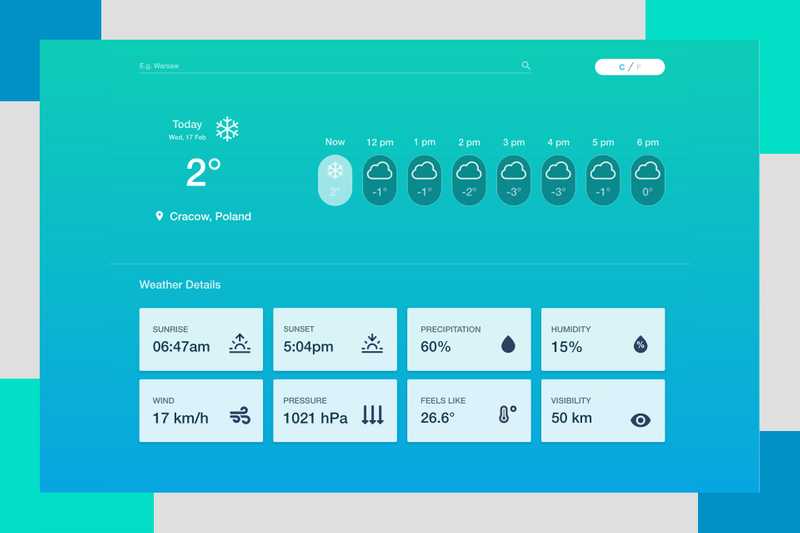 E.g. Warsaw
C / F
Today
Wed, 17 Feb
2°
Cracow, Poland
Now 12 pm 1 pm 2 pm 3 pm 4 pm 5 pm 6 pm
2° -1° -1° -2° -3° -3° -1° 0°
Weather Details
SUNRISE
06:47am
SUNSET
5:04pm
PRECIPITATION
60%
HUMIDITY
15%
%
WIND
17 km/h
PRESSURE
1021 hPa
FEELS LIKE
26.6°
VISIBILITY
50 km